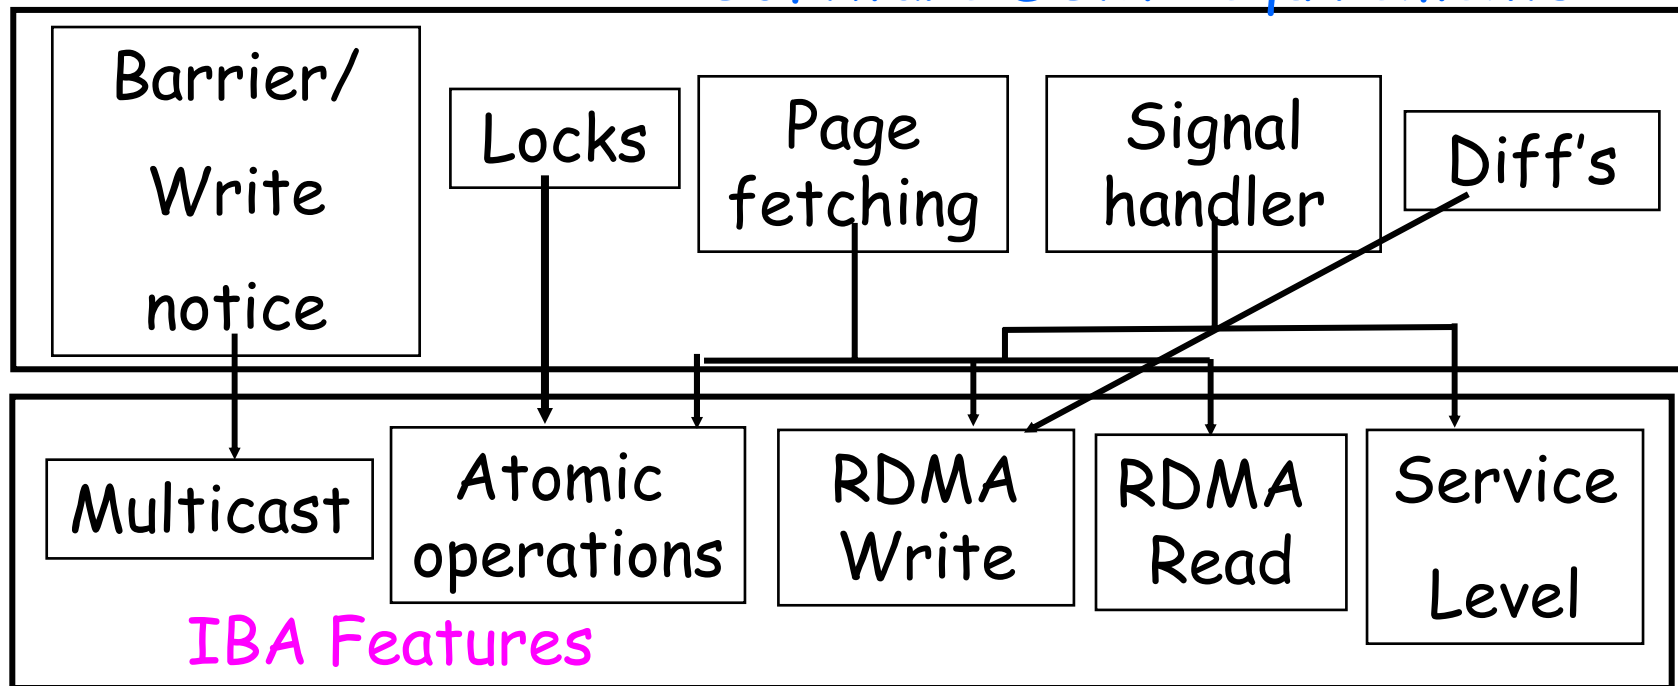 Barrier/
Write
notice
Locks
Page
fetching
Signal
handler
Diff's
Multicast
Atomic
operations
RDMA
Write
RDMA
Read
Service
Level
IBA Features